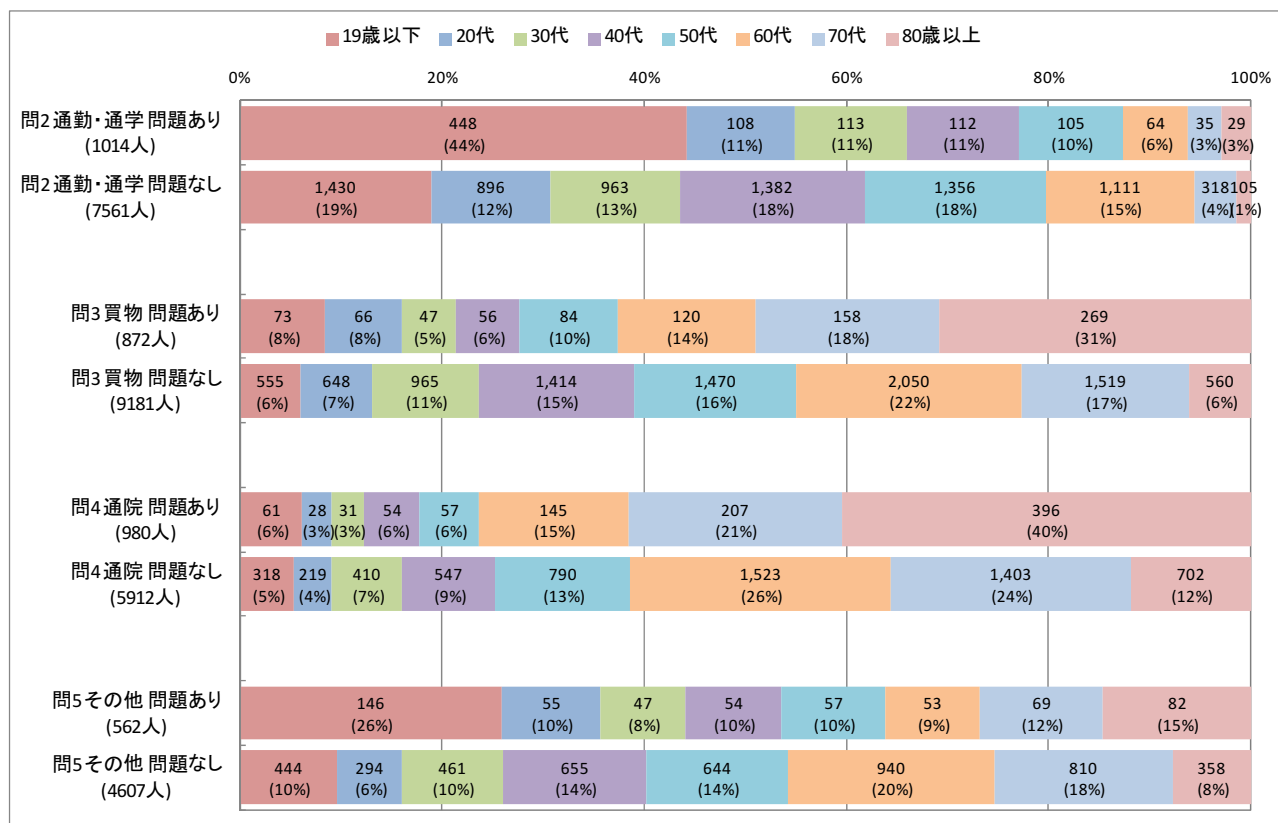 19歳以下 20代 30代 40代 50代 60代 70代 80歳以上
0% 20% 40% 60% 80% 100%
問2 通勤・通学 問題あり
(1014人)
448 108 113 112 105 64 35 29
(44%) (11%) (11%) (11%) (10%) (6%) (3%) (3%)
問2 通勤・通学 問題なし
(7561人)
1,430 896 963 1,382 1,356 1,111 318 105
(19%) (12%) (13%) (18%) (18%) (15%) (4%) (1%)
問3 買物 問題あり
(872人)
73 66 47 56 84 120 158 269
(8%) (8%) (5%) (6%) (10%) (14%) (18%) (31%)
問3 買物 問題なし
(9181人)
555 648 965 1,414 1,470 2,050 1,519 560
(6%) (7%) (11%) (15%) (16%) (22%) (17%) (6%)
問4 通院 問題あり
(980人)
61 28 31 54 57 145 207 396
(6%) (3%) (3%) (6%) (6%) (15%) (21%) (40%)
問4 通院 問題なし
(5912人)
318 219 410 547 790 1,523 1,403 702
(5%) (4%) (7%) (9%) (13%) (26%) (24%) (12%)
問5 その他 問題あり
(562人)
146 55 47 54 57 53 69 82
(26%) (10%) (8%) (10%) (10%) (9%) (12%) (15%)
問5 その他 問題なし
(4607人)
444 294 461 655 644 940 810 358
(10%) (6%) (10%) (14%) (14%) (20%) (18%) (8%)